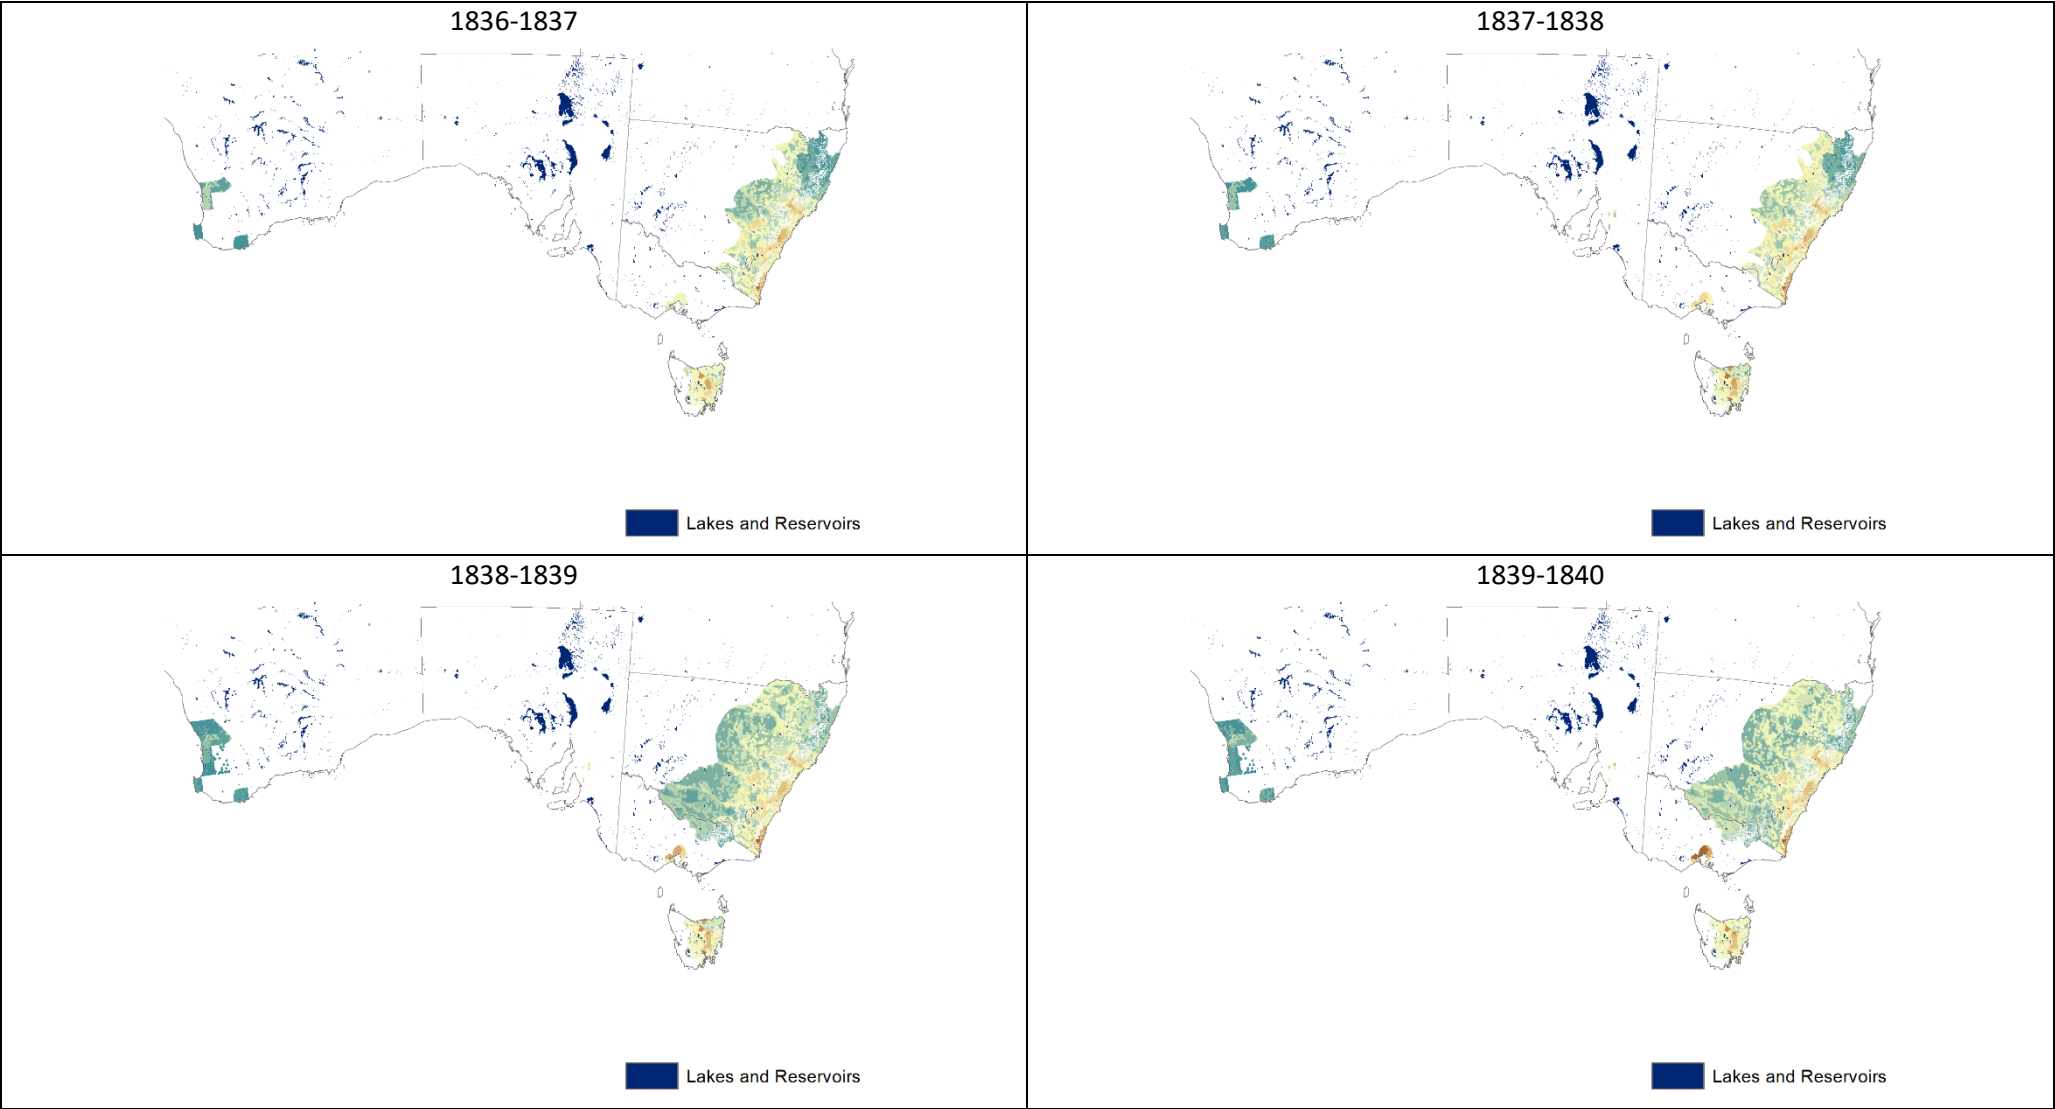 1836-1837
1837-1838
Lakes and Reservoirs
Lakes and Reservoirs
1838-1839
1839-1840
Lakes and Reservoirs
Lakes and Reservoirs